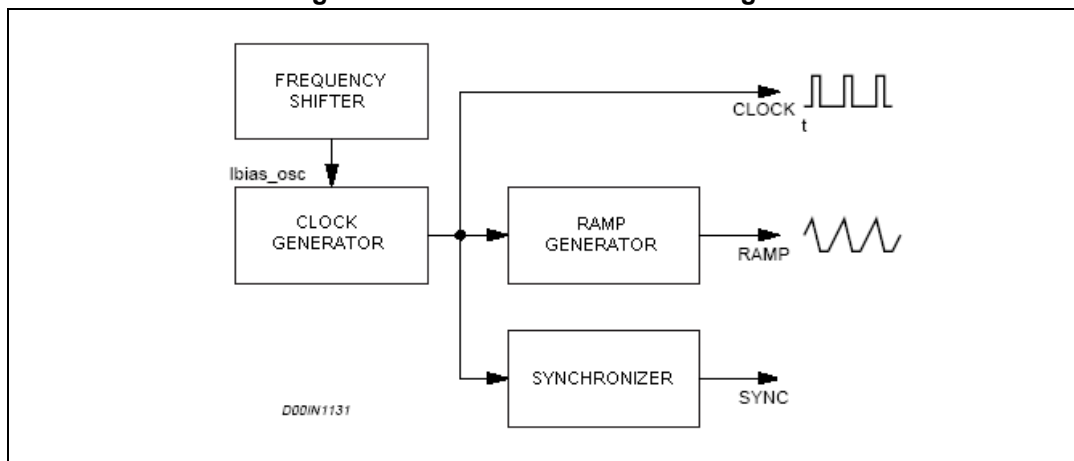 FREQUENCY
SHIFTER
CLOCK
t
Ibias_osc
CLOCK
GENERATOR
RAMP
GENERATOR
RAMP
SYNCHRONIZER
SYNC
D00IN1131